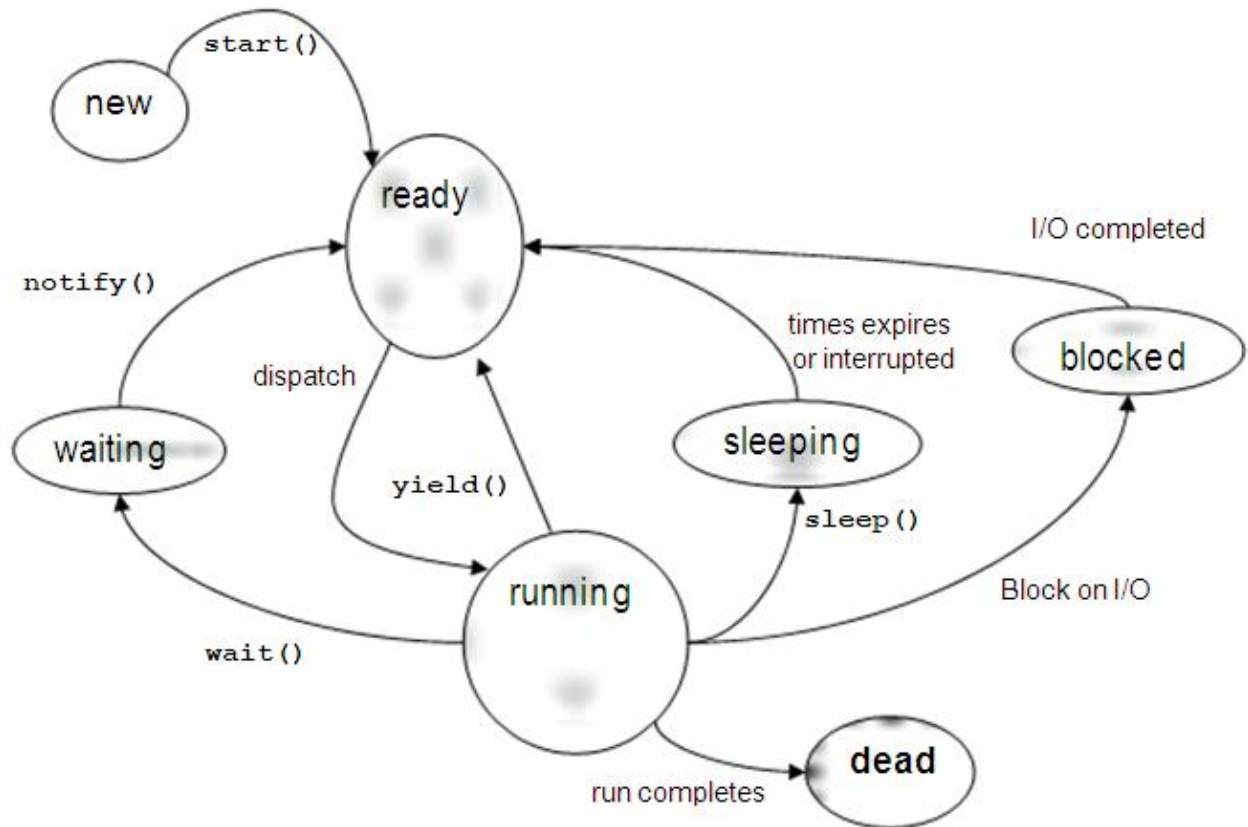 start()
new
ready
I/O completed
notify()
times expires
or interrupted
blocked
dispatch
waiting
sleeping
yield()
sleep()
running
Block on I/O
wait()
dead
run completes